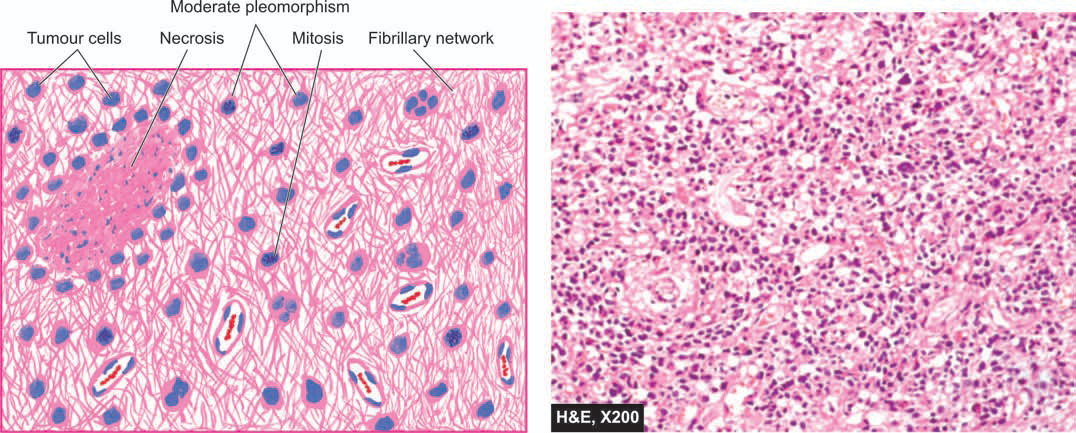 Moderate pleomorphism
Tumour cells Necrosis Mitosis Fibrillary network
H&E, X200